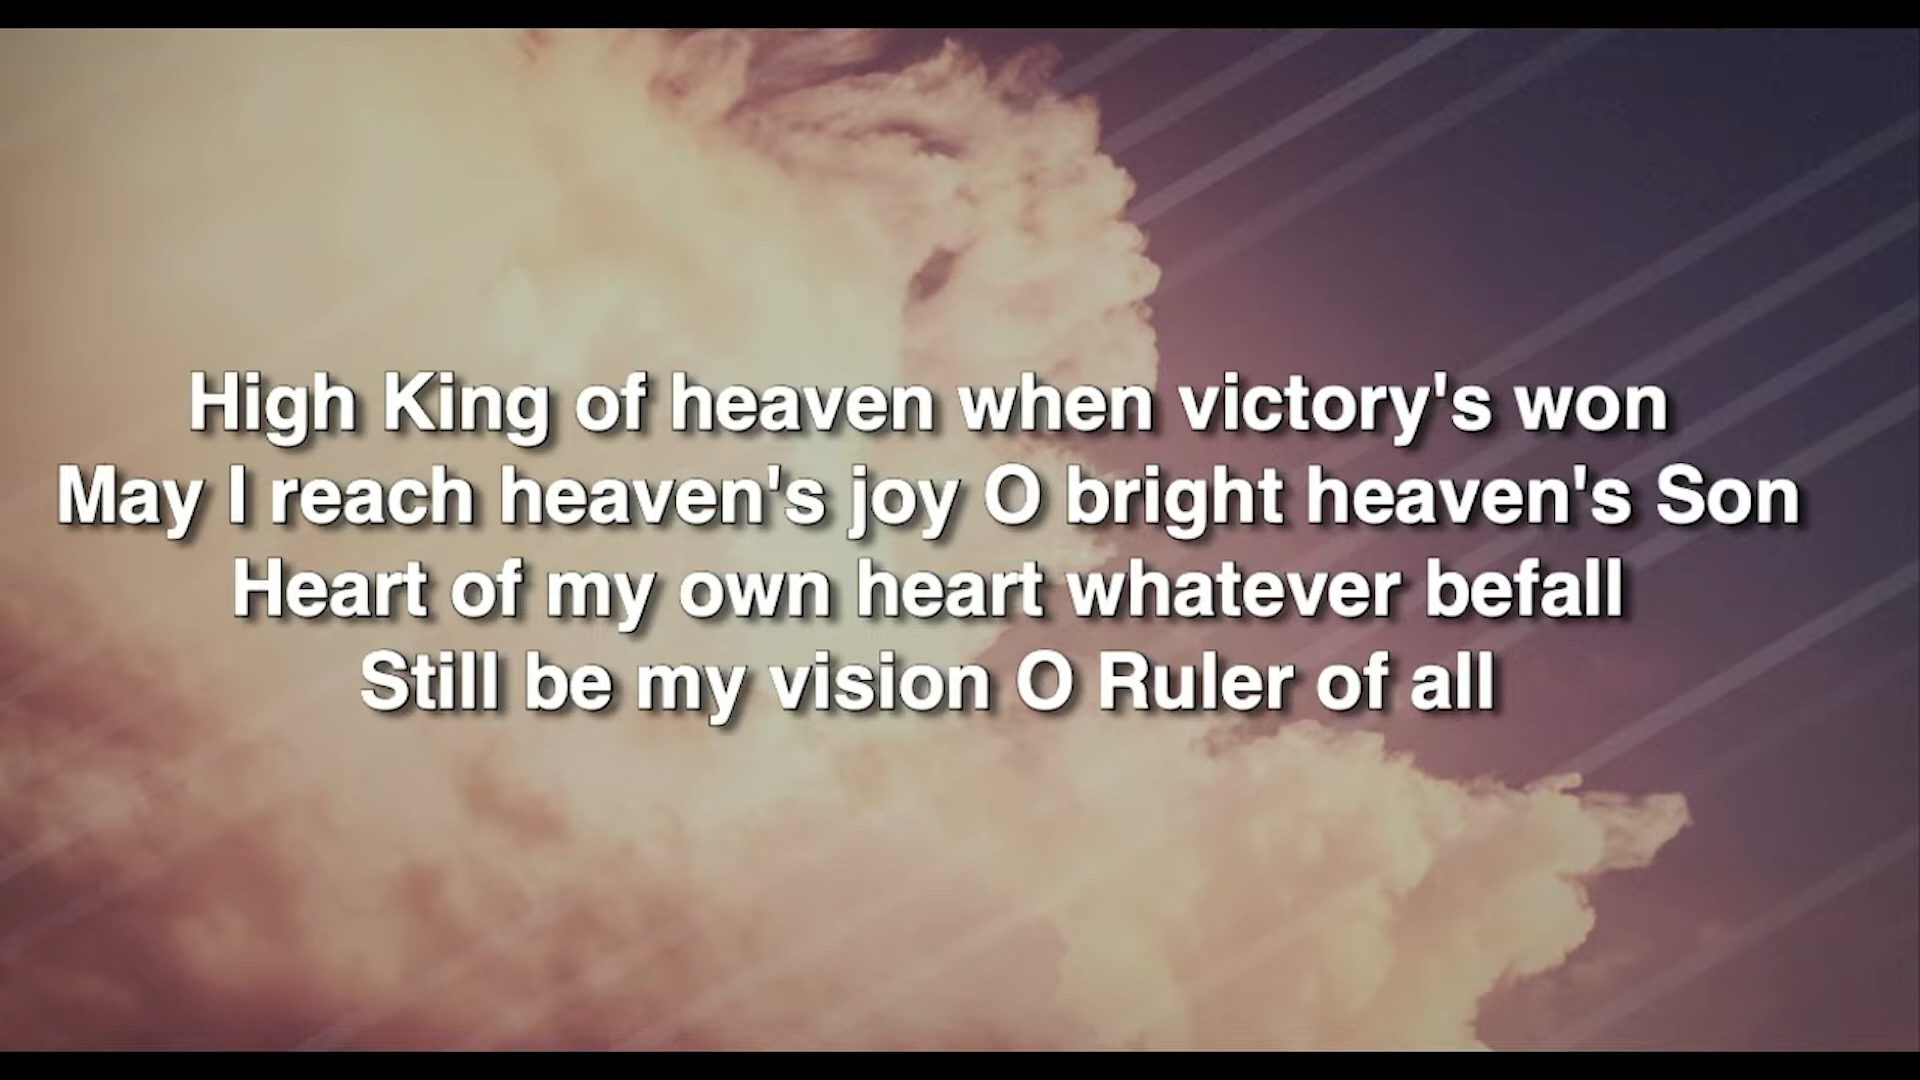 High King of heaven when victory's won
May I reach heaven's joy O bright heaven's Son
Heart of my own heart whatever befall
Still be my vision O Ruler of all